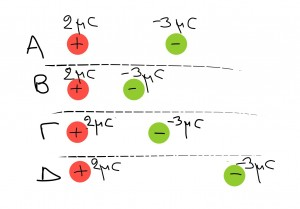 2μC -3μC
A + -
2μC -3μC
B + -
Γ + 2μC - -3μC
Δ + 2μC - -3μC